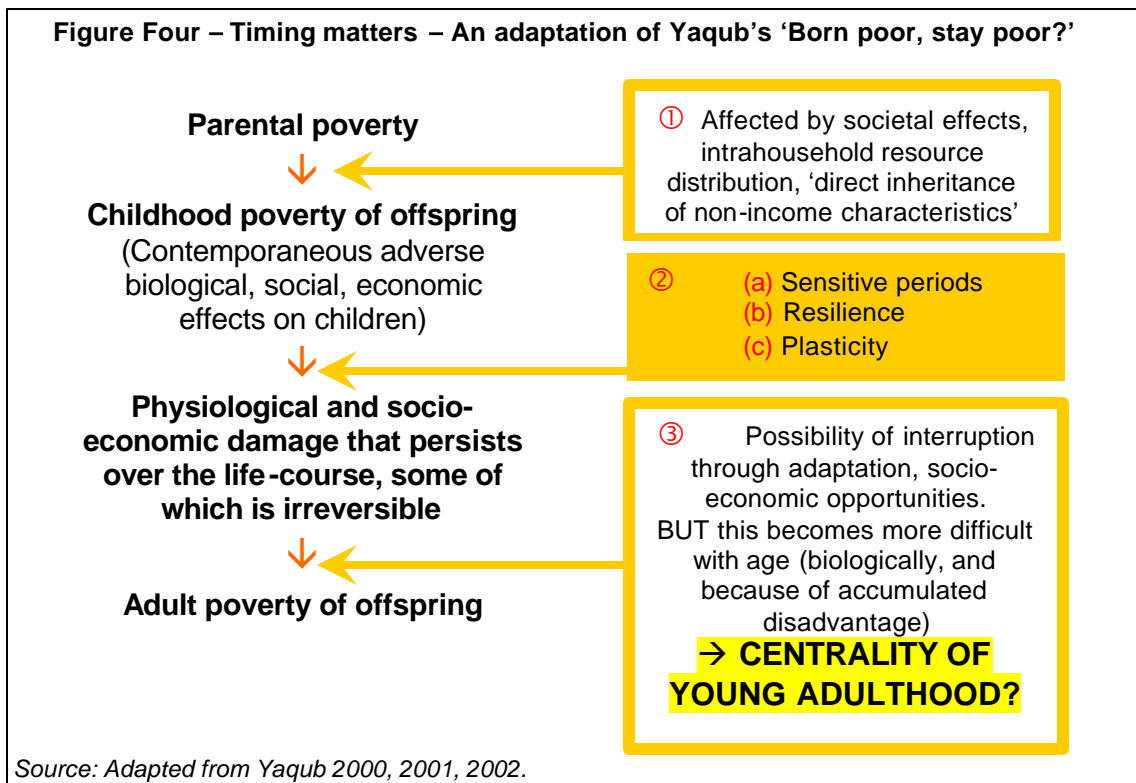 Figure Four – Timing matters – An adaptation of Yaqub's 'Born poor, stay poor?'
Parental poverty
↓
Childhood poverty of offspring
(Contemporaneous adverse
biological, social, economic
effects on children)
↓
Physiological and socio-
economic damage that persists
over the life-course, some of
which is irreversible
↓
Adult poverty of offspring
① Affected by societal effects,
intrahousehold resource
distribution, 'direct inheritance
of non-income characteristics'
② (a) Sensitive periods
(b) Resilience
(c) Plasticity
③ Possibility of interruption
through adaptation, socio-
economic opportunities.
BUT this becomes more difficult
with age (biologically, and
because of accumulated
disadvantage)
→ CENTRALITY OF
YOUNG ADULTHOOD?
Source: Adapted from Yaqub 2000, 2001, 2002.